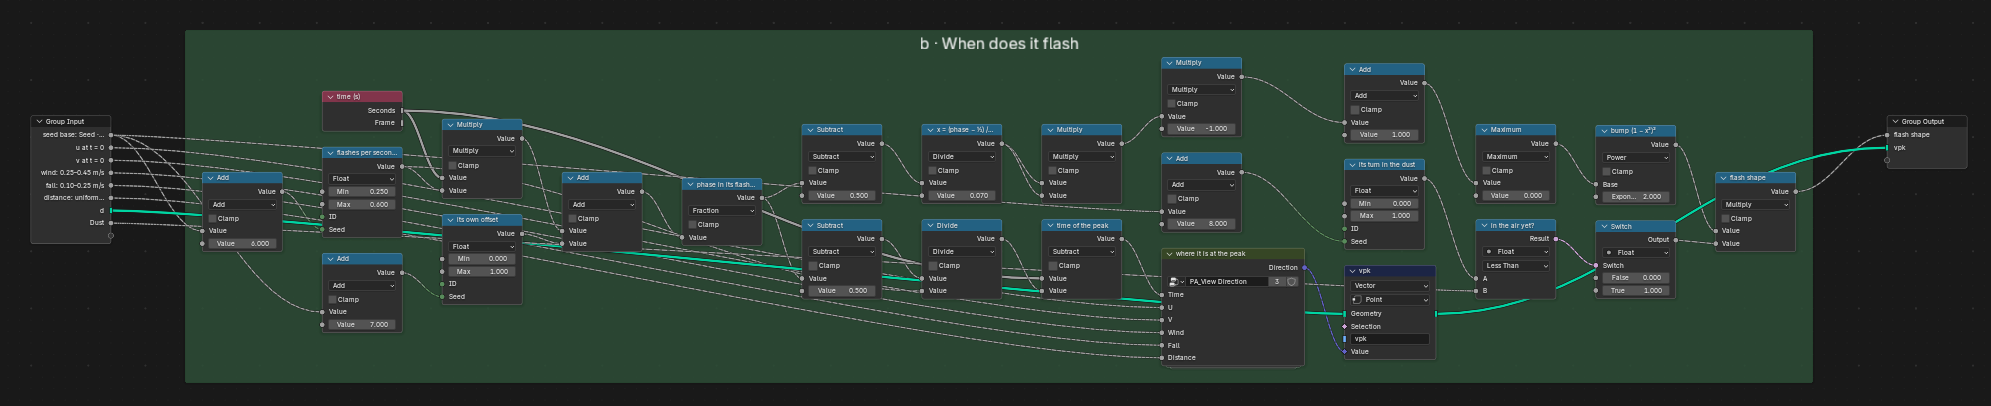 b · When does it flash
Group Input
seed base: Seed -...
u at t = 0
v at t = 0
wind: 0.25–0.45 m/s
fall: 0.10–0.25 m/s
distance: uniform...
d
Dust
Add
Value
Add
Clamp
Value
Value 6.000
time (s)
Seconds
Frame
flashes per secon...
Value
Float
Min 0.250
Max 0.600
ID
Seed
Add
Value
Add
Clamp
Value
Value 7.000
Multiply
Value
Multiply
Clamp
Value
Value
Its own offset
Value
Float
Min 0.000
Max 1.000
ID
Seed
Add
Value
Add
Clamp
Value
Value
phase in its flash...
Value
Fraction
Clamp
Value
Subtract
Value
Subtract
Clamp
Value
Value 0.500
Subtract
Value
Subtract
Clamp
Value
Value 0.500
x = (phase − ½) /...
Value
Divide
Clamp
Value
Value 0.070
Divide
Value
Divide
Clamp
Value
Value
Multiply
Value
Multiply
Clamp
Value
Value
time of the peak
Value
Subtract
Clamp
Value
Value
Multiply
Value
Multiply
Clamp
Value
Value -1.000
Add
Value
Add
Clamp
Value
Value 8.000
where it is at the peak
Direction
PA_View Direction 3
Time
U
V
Wind
Fall
Distance
Add
Value
Add
Clamp
Value
Value 1.000
Its turn in the dust
Value
Float
Min 0.000
Max 1.000
ID
Seed
vpk
Vector
Point
Geometry
Selection
vpk
Value
Maximum
Value
Maximum
Clamp
Value
Value 0.000
in the air yet?
Result
Float
Less Than
A
B
bump (1 − x²)²
Value
Power
Clamp
Base
Expon... 2.000
Switch
Output
Float
Switch
False 0.000
True 1.000
flash shape
Value
Multiply
Clamp
Value
Value
Group Output
flash shape
vpk